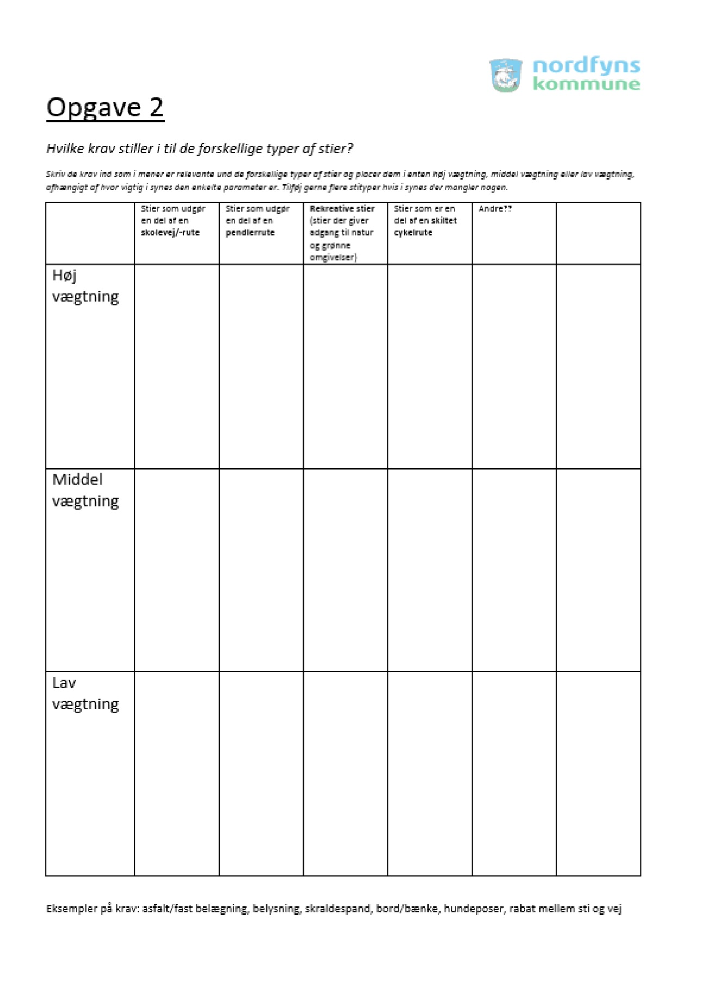 nordfyns
kommune
Opgave 2
Hvilke krav stiller i til de forskellige typer af stier?
Skriv de krav ind som i mener er relevante und de forskellige typer af stier og placer dem i enten høj vægtning, middel vægtning eller lav vægtning,
afhængigt af hvor vigtig i synes den enkelte parameter er. Tilføj gerne flere stityper hvis i synes der mangler nogen.
Stier som udgør
en del af en
skolevej/-rute
Stier som udgør
en del af en
pendlerrute
Rekreative stier
(stier der giver
adgang til natur
og grønne
omgivelser)
Stier som er en
del af en skiltet
cykelrute
Andre??
Høj
vægtning
Middel
vægtning
Lav
vægtning
Eksempler på krav: asfalt/fast belægning, belysning, skraldespand, bord/bænke, hundeposer, rabat mellem sti og vej